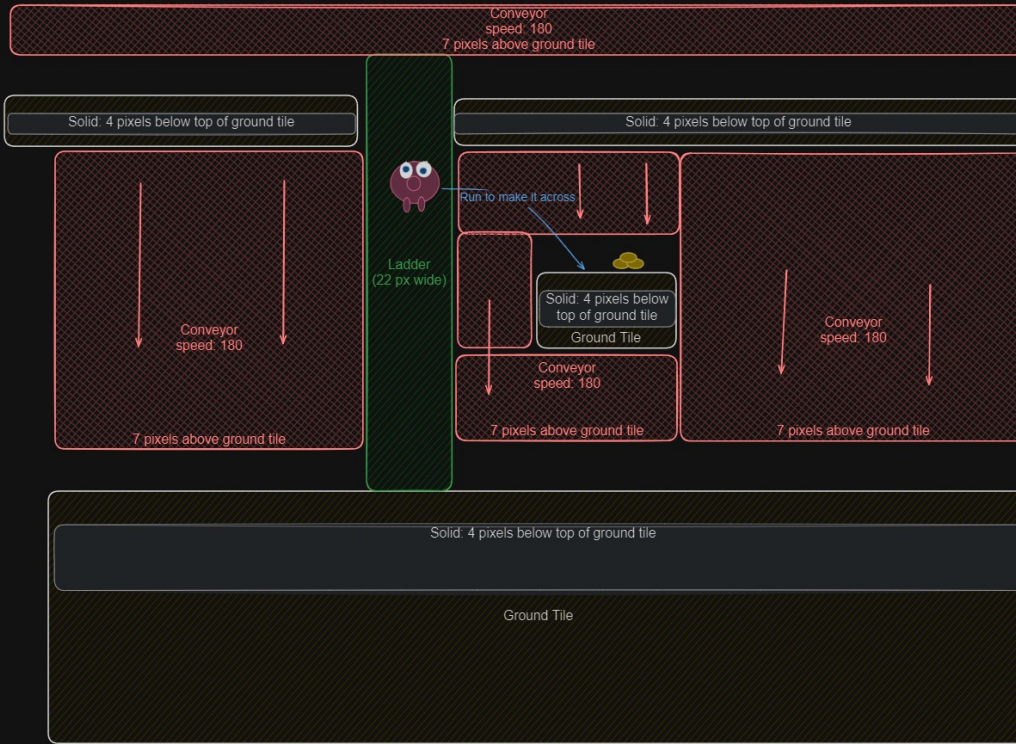 Conveyor
speed: 180
7 pixels above ground tile
Solid: 4 pixels below top of ground tile
Solid: 4 pixels below top of ground tile
Run to make it across
Ladder
(22 px wide)
Solid: 4 pixels below
top of ground tile
Ground Tile
Conveyor
speed: 180
Conveyor
speed: 180
Conveyor
speed: 180
7 pixels above ground tile
7 pixels above ground tile
7 pixels above ground tile
Solid: 4 pixels below top of ground tile
Ground Tile